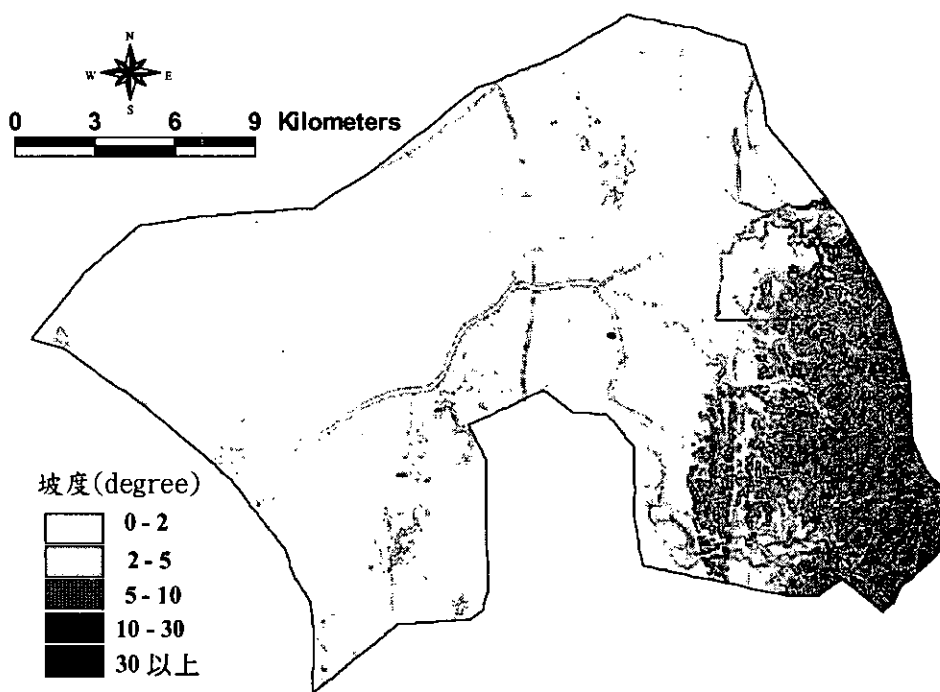 N
W E
S
0 3 6 9 Kilometers
坡度(degree)
0 - 2
2 - 5
5 - 10
10 - 30
30 以上